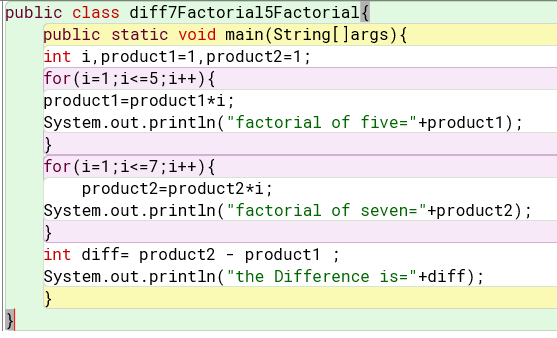 public class diff7Factorial5Factorial{
public static void main(String[]args){
int i,product1=1,product2=1;
for(i=1;i<=5;i++){
product1=product1*i;
System.out.println("factorial of five="+product1);
}
for(i=1;i<=7;i++){
product2=product2*i;
System.out.println("factorial of seven="+product2);
}
int diff= product2 - product1 ;
System.out.println("the Difference is="+diff);
}
}